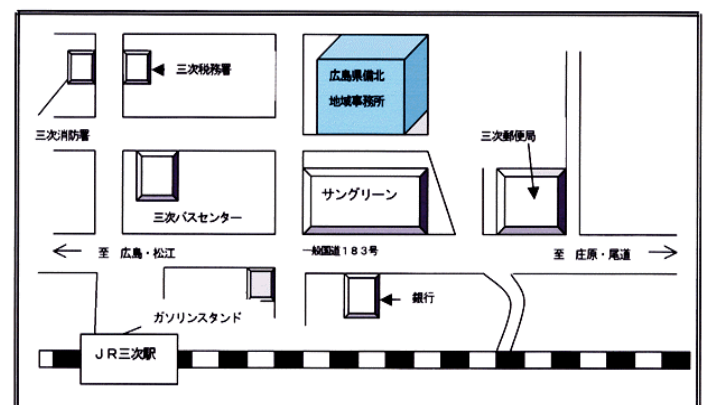 三次税務署
広島県備北
地域事務所
三次消防署
三次郵便局
サングリーン
三次バスセンター
至 広島・松江
一般国道183号
至 庄原・尾道
ガソリンスタンド
銀行
JR三次駅